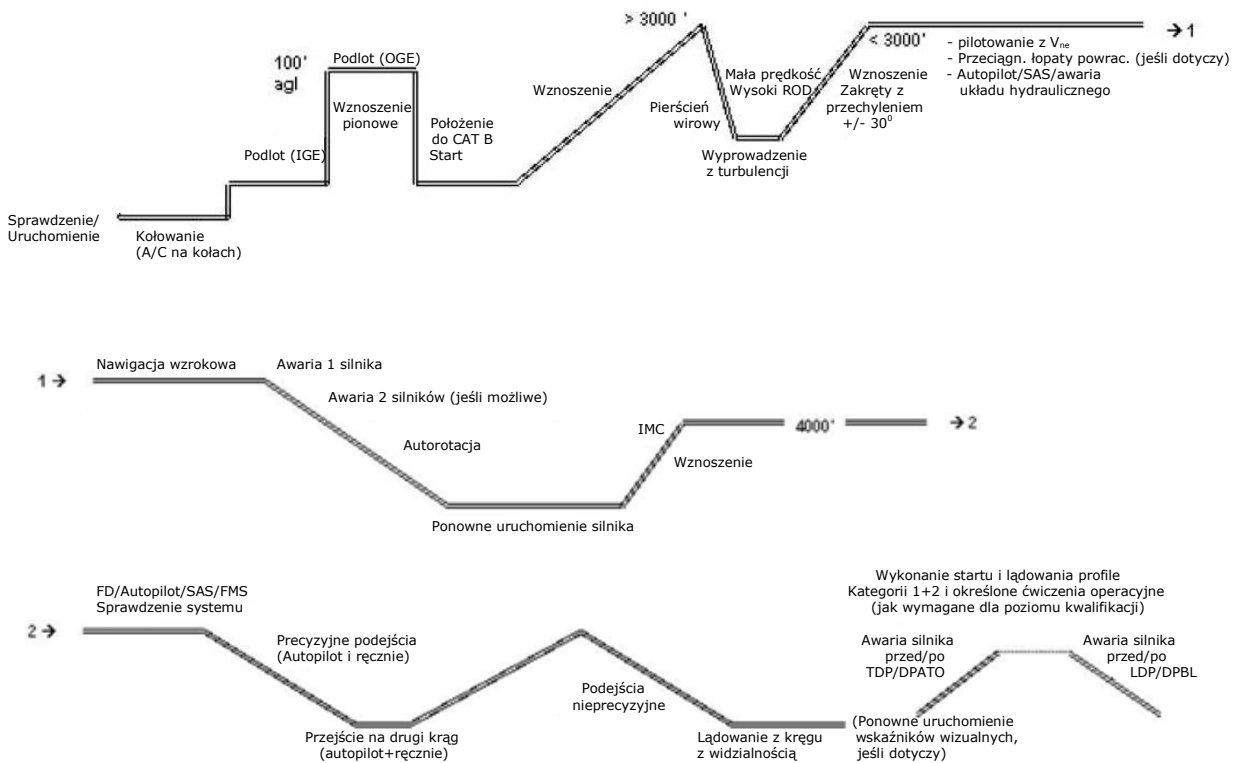 > 3000 '
→ 1
< 3000'
- pilotowanie z Vne
- Przeciągn. łopaty powrac. (jeśli dotyczy)
- Autopilot/SAS/awaria
układu hydraulicznego
Podlot (OGE)
100'
agl
Wznoszenie
pionowe
Położenie
do CAT B
Start
Wznoszenie
Pierścień
wirowy
Mała prędkość
Wysoki ROD
Wznoszenie
Zakręty z
przechyleniem
+/- 30⁰
Wyprowadzenie
z turbulencji
Podlot (IGE)
Sprawdzenie/
Uruchomienie
Kołowanie
(A/C na kołach)
1 →
Nawigacja wzrokowa
Awaria 1 silnika
Awaria 2 silników (jeśli możliwe)
Autorotacja
Ponowne uruchomienie silnika
IMC
Wznoszenie
4000'
→ 2
2 →
FD/Autopilot/SAS/FMS
Sprawdzenie systemu
Precyzyjne podejścia
(Autopilot i ręcznie)
Przejście na drugi krąg
(autopilot+ręcznie)
Podejścia
nieprecyzyjne
Lądowanie z kręgu
z widzialnością
Wykonanie startu i lądowania profile
Kategorii 1+2 i określone ćwiczenia operacyjne
(jak wymagane dla poziomu kwalifikacji)
Awaria silnika
przed/po
TDP/DPATO
Awaria silnika
przed/po
LDP/DPBL
(Ponowne uruchomienie
wskaźników wizualnych,
jeśli dotyczy)